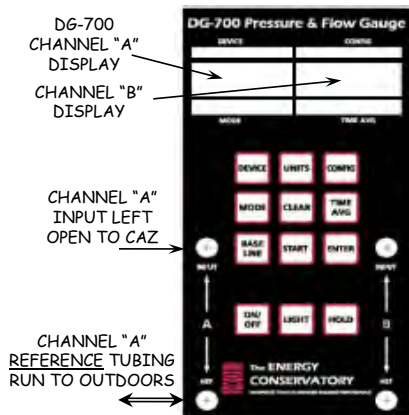 DG-700
CHANNEL “A”
DISPLAY
CHANNEL “B”
DISPLAY
CHANNEL “A”
INPUT LEFT
OPEN TO CAZ
CHANNEL “A”
REFERENCE TUBING
RUN TO OUTDOORS
DG-700 Pressure & Flow Gauge
DEVICE CONFIG
MODE TIME AVG
DEVICE UNITS CONFIG
MODE CLEAR TIME AVG
BASE LINE START ENTER
INPUT INPUT
ON/OFF LIGHT HOLD
A B
REF REF
The ENERGY
CONSERVATORY